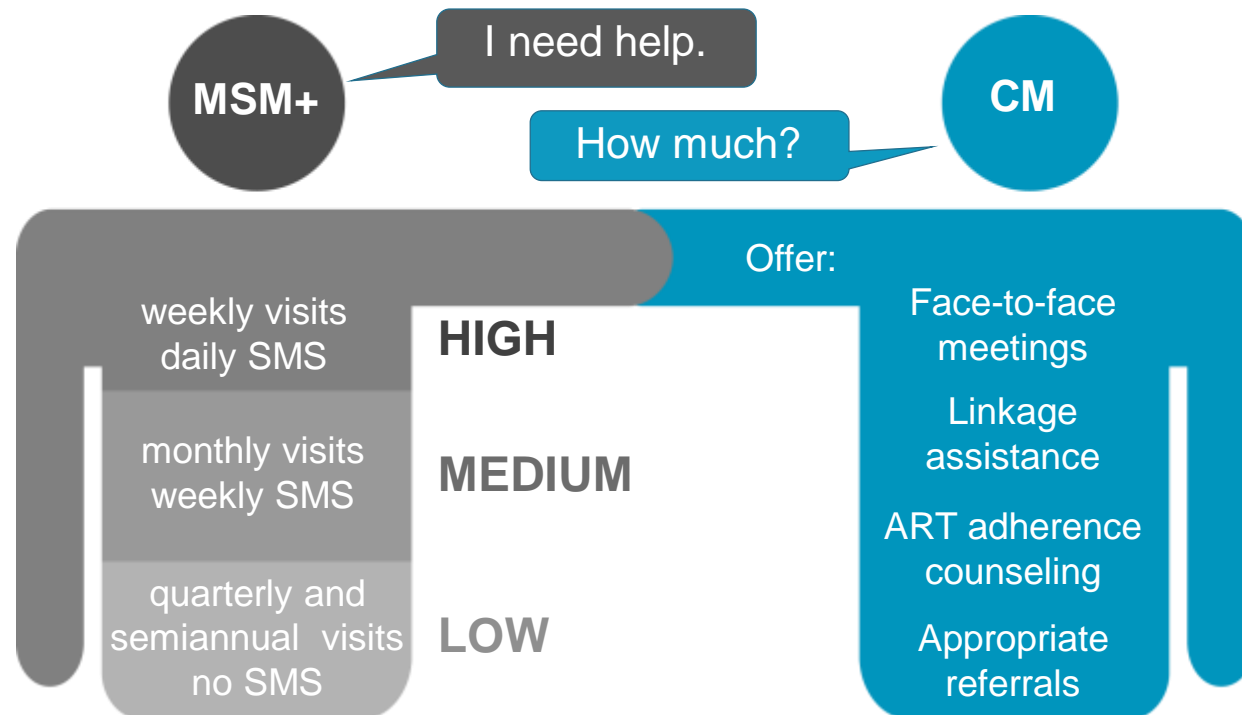 I need help.
MSM+
CM
How much?
Offer:
weekly visits
daily SMS
HIGH
monthly visits
weekly SMS
MEDIUM
quarterly and
semiannual visits
no SMS
LOW
Face-to-face
meetings
Linkage
assistance
ART adherence
counseling
Appropriate
referrals